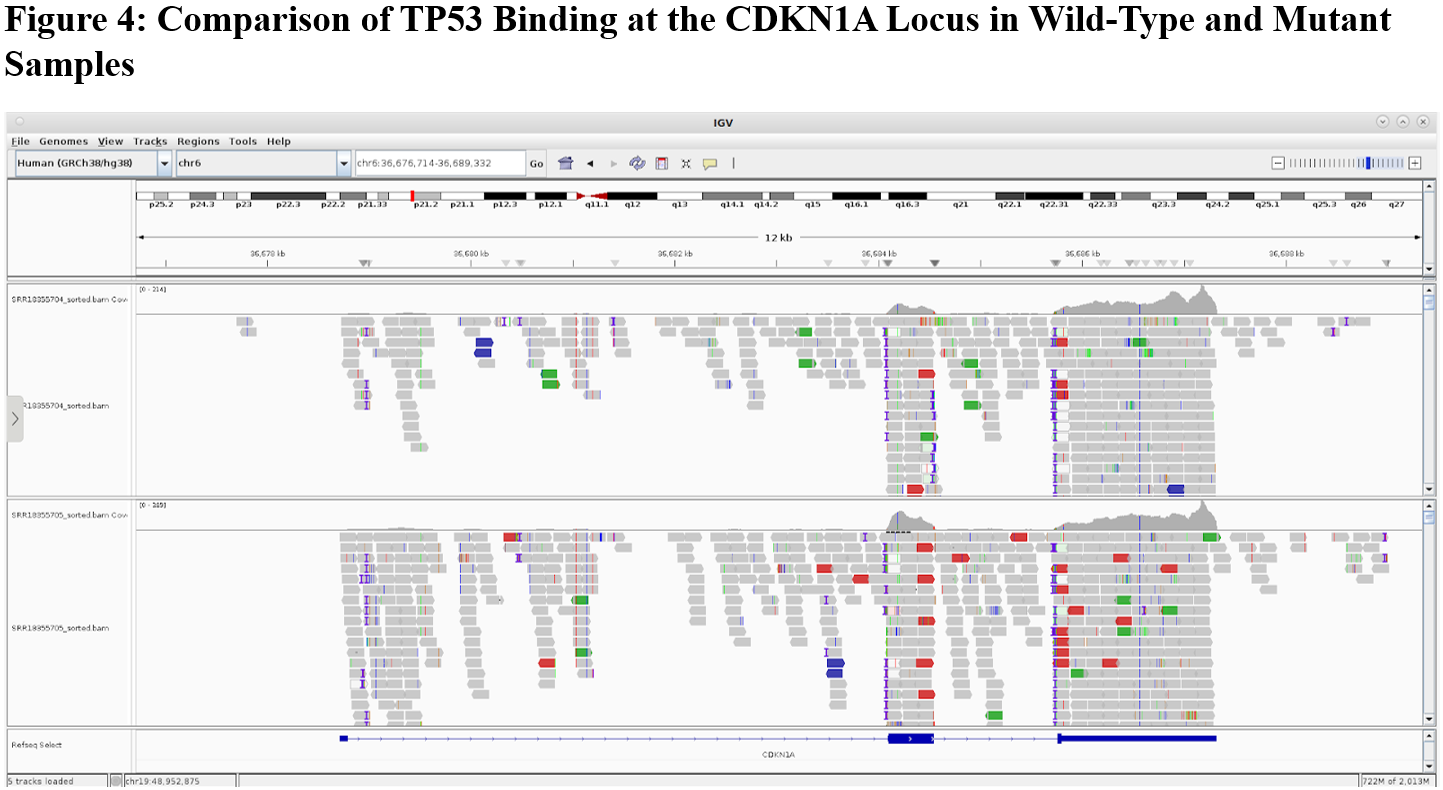 Figure 4: Comparison of TP53 Binding at the CDKN1A Locus in Wild-Type and Mutant
Samples
IGV
File Genomes View Tracks Regions Tools Help
Human (GRCh38/hg38) chr6 chr6:36,676,714-36,689,332 Go
p25.2 p24.3 p23 p22.3 p22.2 p21.33 p21.2 p21.1 p12.3 p12.1 q11.1 q12 q13 q14.1 q14.2 q15 q16.1 q16.3 q21 q22.1 q22.31 q22.33 q23.3 q24.2 q25.1 q25.3 q26 q27
12 kb
36,678 kb 36,680 kb 36,682 kb 36,684 kb 36,686 kb 36,688 kb
[0 - 214]
SRR18355704_sorted.bam Cov
R18355704_sorted.bam
[0 - 289]
SRR18355705_sorted.bam Cov
SRR18355705_sorted.bam
Refseq Select
CDKN1A
5 tracks loaded chr19:48,952,875 722M of 2,013M